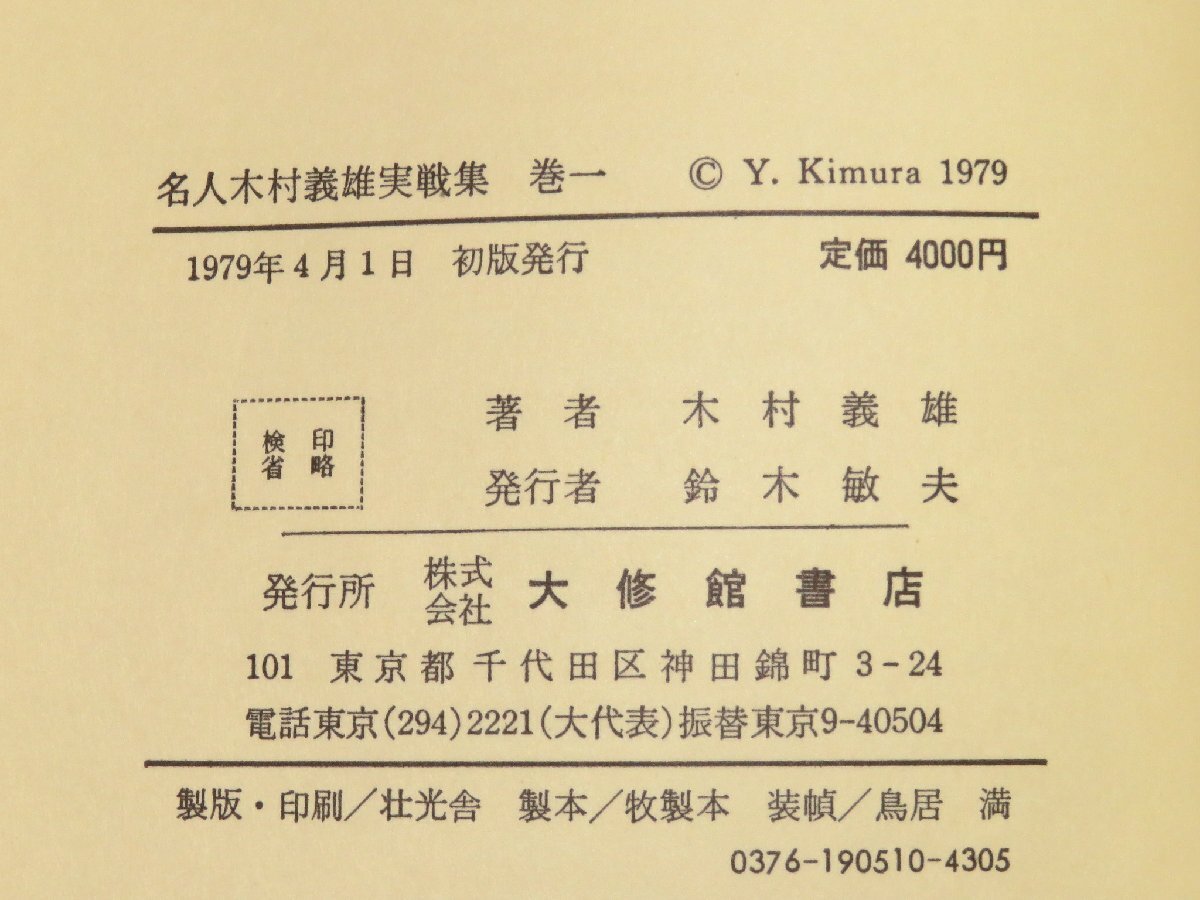 名人木村義雄実戦集 巻一 © Y. Kimura 1979
1979年4月1日 初版発行 定価 4000円
著者 木村義雄
検省 印略
発行者 鈴木敏夫
発行所 株式会社 大修館書店
101 東京都千代田区神田錦町 3-24
電話東京(294)2221(大代表)振替東京9-40504
製版・印刷/壮光舎 製本/牧製本 装幀/鳥居 満
0376-190510-4305